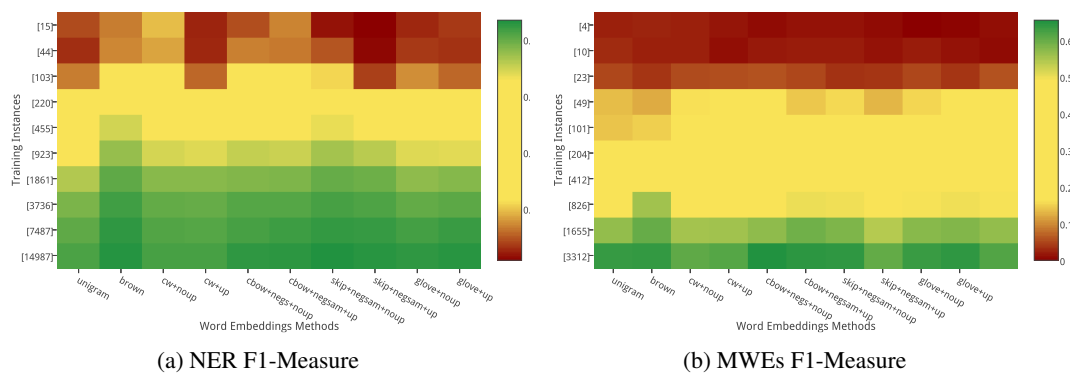 Training Instances
[15]
[44]
[103]
[220]
[455]
[923]
[1861]
[3736]
[7487]
[14987]
unigram
brown
cw+noup
cw+up
cbow+negs+noup
cbow+negsam+up
skip+negsam+noup
skip+negsam+up
glove+noup
glove+up
Word Embeddings Methods
0.
0.
0.
(a) NER F1-Measure
Training Instances
[4]
[10]
[23]
[49]
[101]
[204]
[412]
[826]
[1655]
[3312]
unigram
brown
cw+noup
cw+up
cbow+negs+noup
cbow+negsam+up
skip+negsam+noup
skip+negsam+up
glove+noup
glove+up
Word Embeddings Methods
0.6
0.5
0.4
0.3
0.2
0.1
0
(b) MWEs F1-Measure